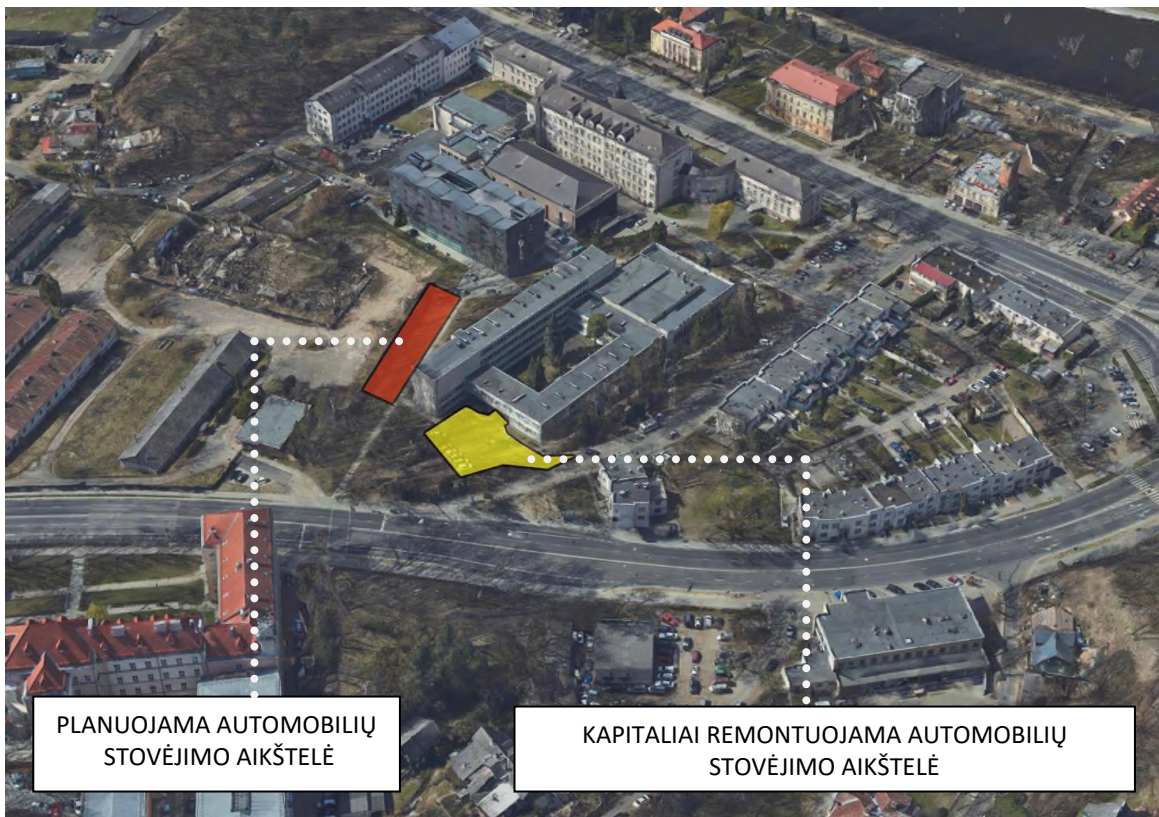 PLANUOJAMA AUTOMOBILIŲ
STOVĖJIMO AIKŠTELĖ
KAPITALIAI REMONTUOJAMA AUTOMOBILIŲ
STOVĖJIMO AIKŠTELĖ